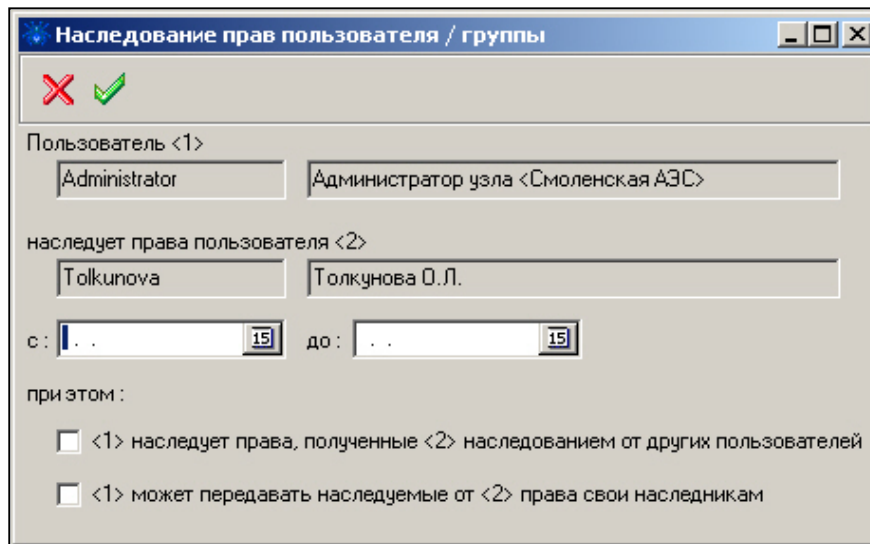 Наследование прав пользователя / группы
Пользователь <1>
Administrator Администратор узла <Смоленская АЭС>
наследует права пользователя <2>
Tolkunova Толкунова О.Л.
с : . . 15 до : . . 15
при этом :
<1> наследует права, полученные <2> наследованием от других пользователей
<1> может передавать наследуемые от <2> права свои наследникам